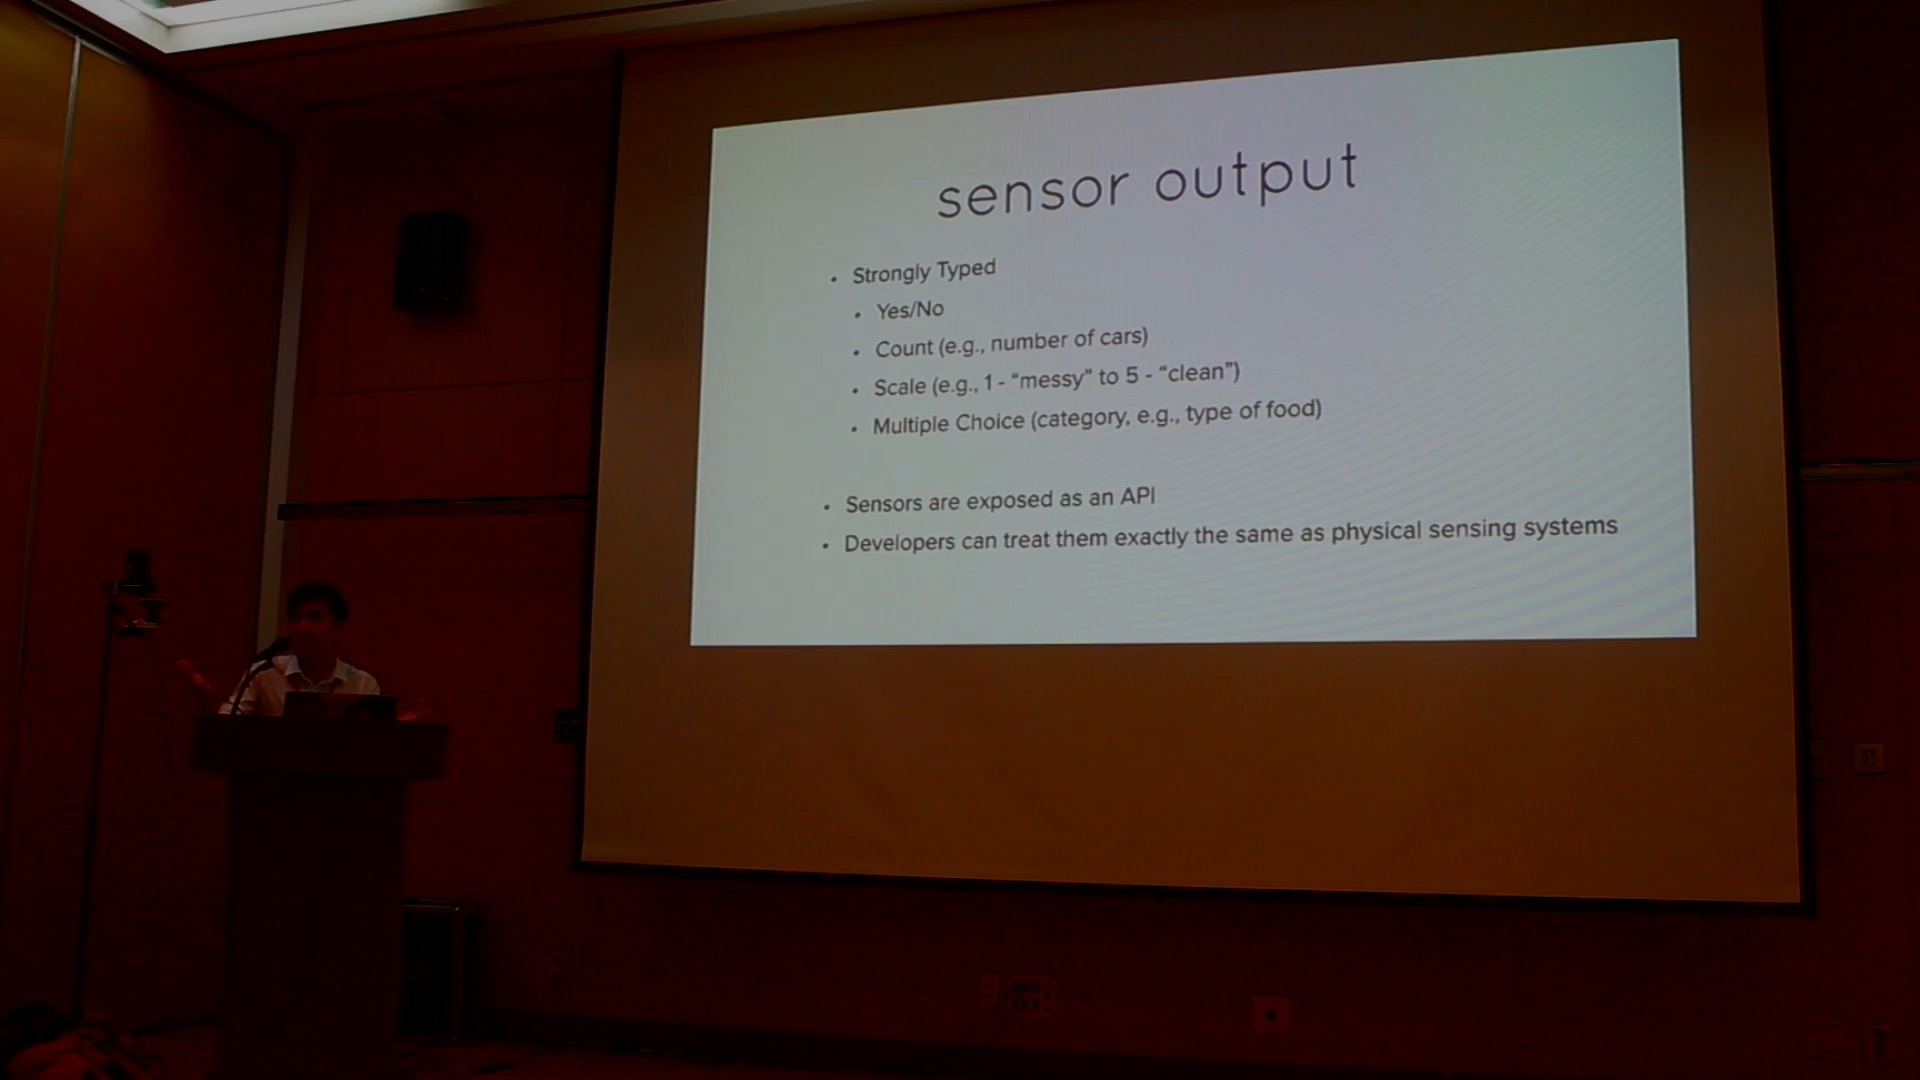 sensor output
• Strongly Typed
• Yes/No
• Count (e.g., number of cars)
• Scale (e.g., 1 - “messy” to 5 - “clean”)
• Multiple Choice (category, e.g., type of food)
• Sensors are exposed as an API
• Developers can treat them exactly the same as physical sensing systems